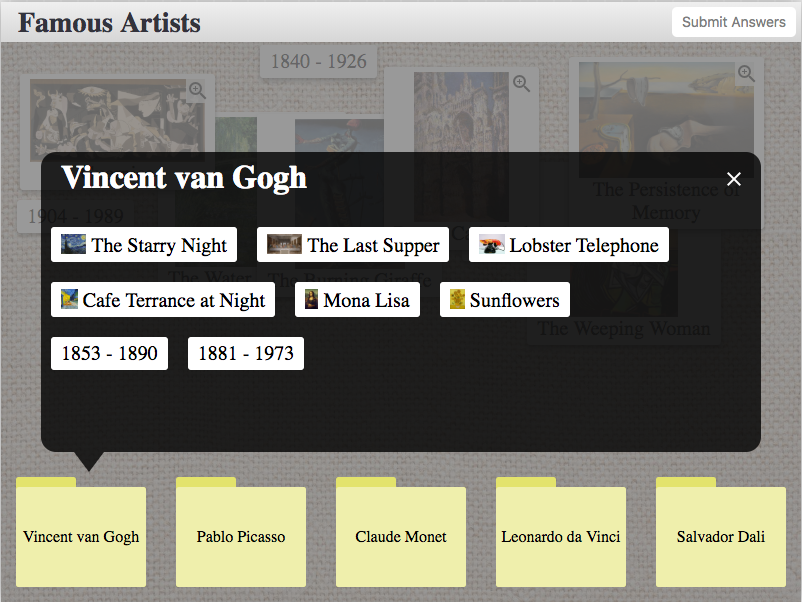 Famous Artists
Submit Answers
1840 - 1926
The Persistence of
Memory
1904 - 1989
Vincent van Gogh
The Starry Night
The Last Supper
Lobster Telephone
The Water
The Burning Giraffe
Cafe Terrance at Night
Mona Lisa
Sunflowers
The Weeping Woman
1853 - 1890
1881 - 1973
Vincent van Gogh
Pablo Picasso
Claude Monet
Leonardo da Vinci
Salvador Dali